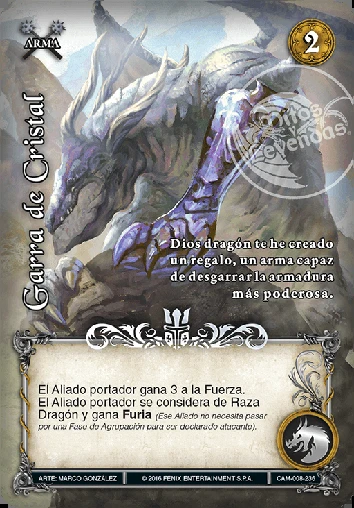 ARMA
2
Mitos
y
Leyendas
Garra de Cristal
Dios dragón te he creado
un regalo, un arma capaz
de desgarrar la armadura
más poderosa.
El Aliado portador gana 3 a la Fuerza.
El Aliado portador se considera de Raza
Dragón y gana Furia (Ese Aliado no necesita pasar
por una Fase de Agrupación para ser declarado atacante).
ARTE: MARCO GONZÁLEZ
© 2016 FENIX ENTERTAINMENT S.P.A.